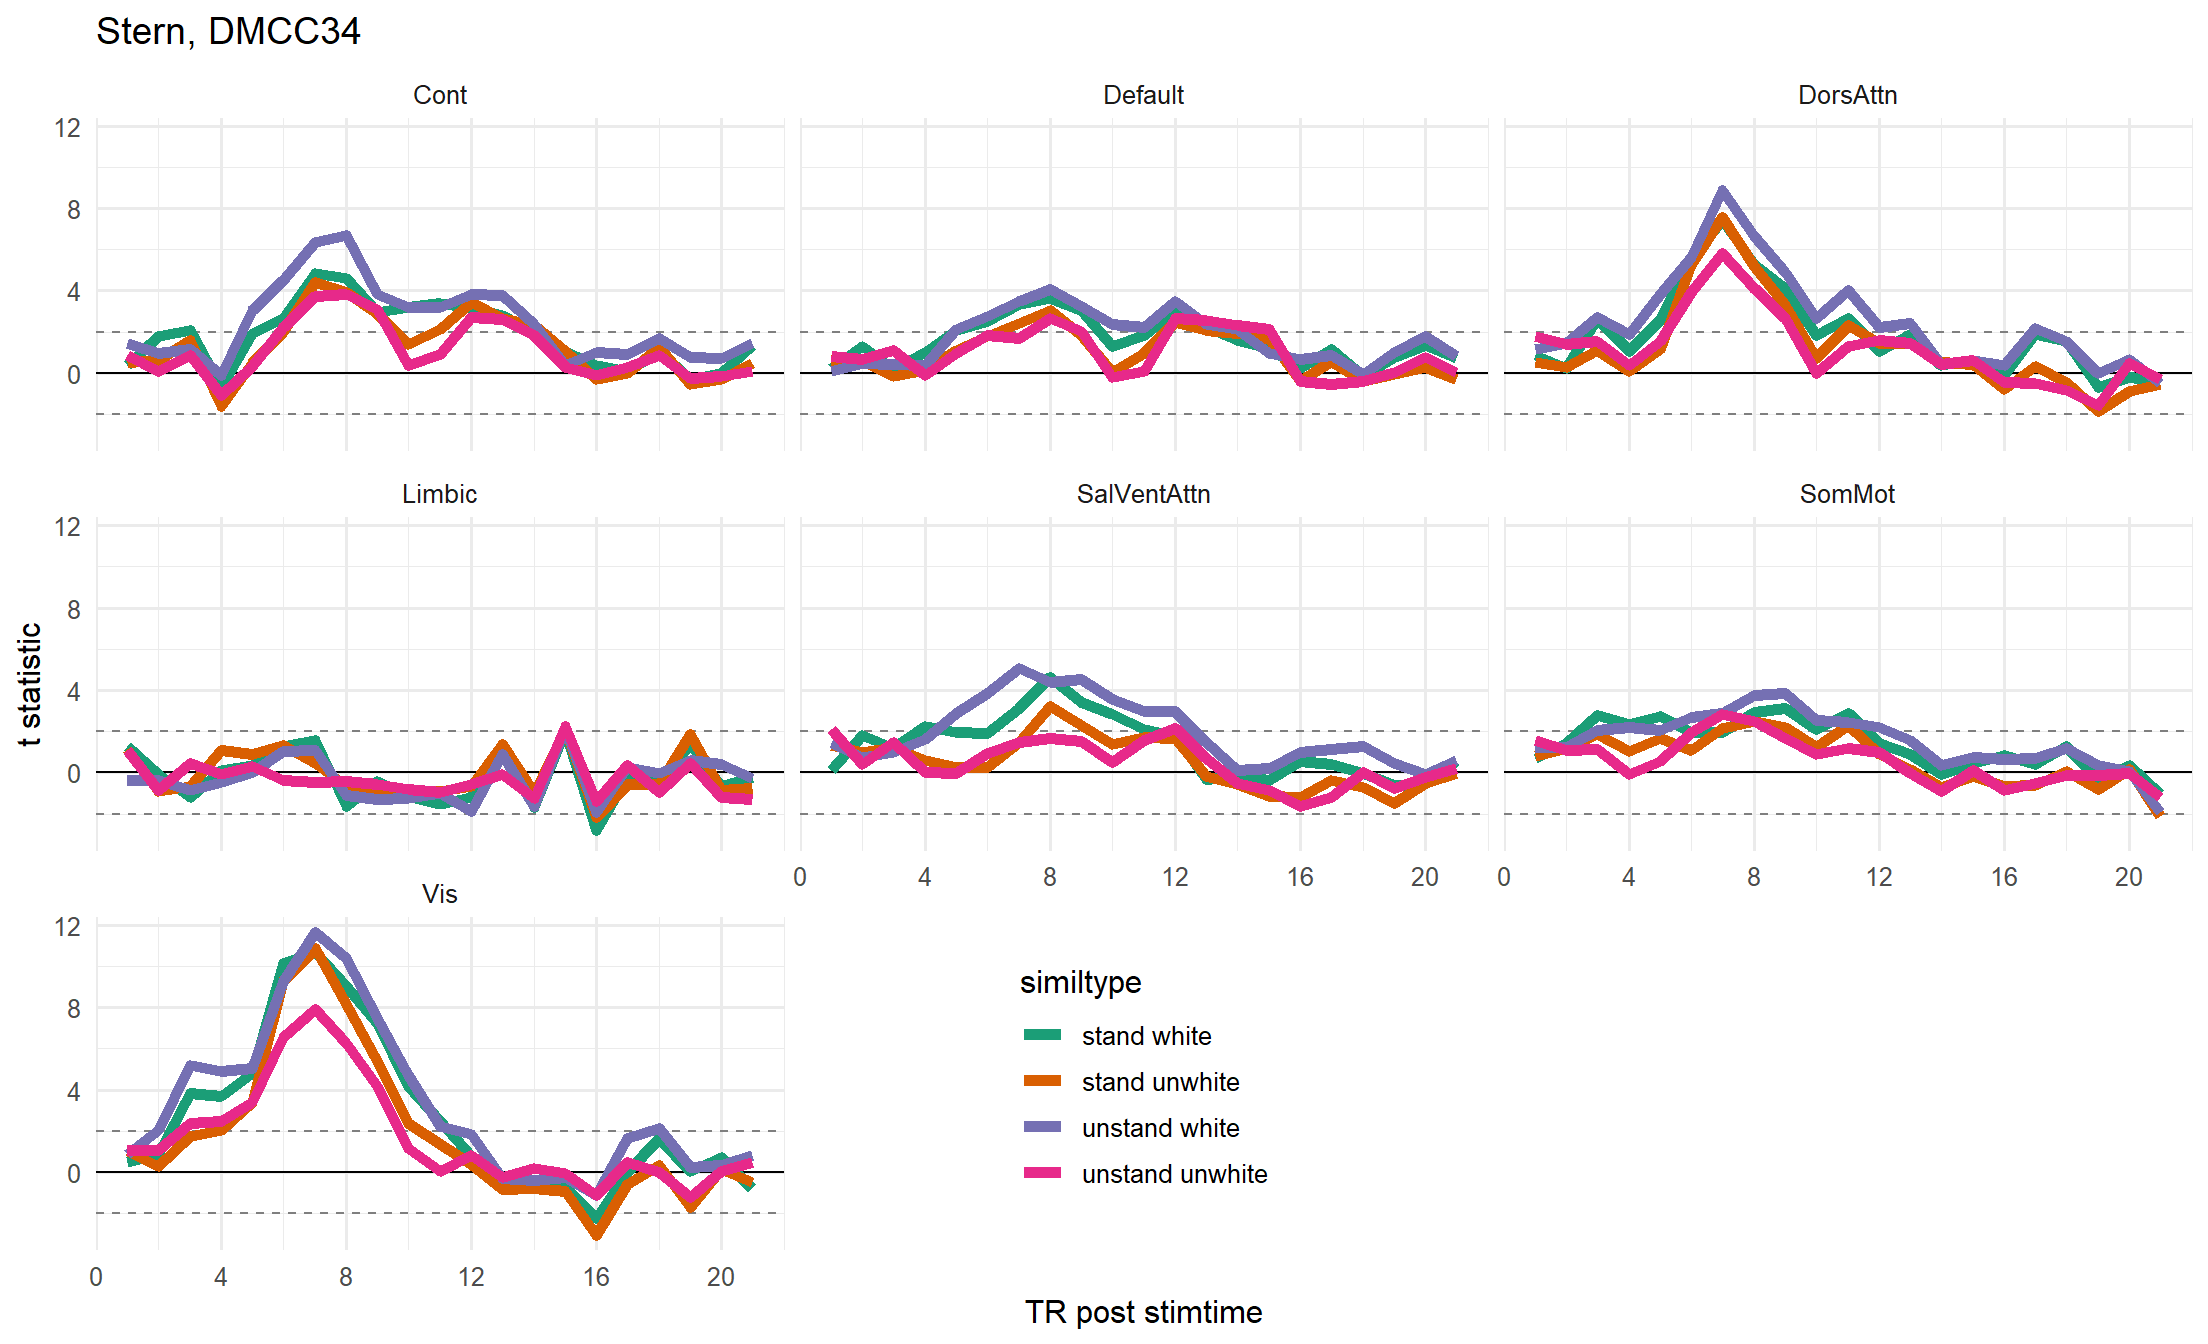 Stern, DMCC34
Cont Default DorsAttn
12
8
4
0
Limbic SalVentAttn SomMot
12
8
4
0
0 4 8 12 16 20 0 4 8 12 16 20
Vis
12
8
4
0
0 4 8 12 16 20
t statistic
TR post stimtime
similtype
stand white
stand unwhite
unstand white
unstand unwhite